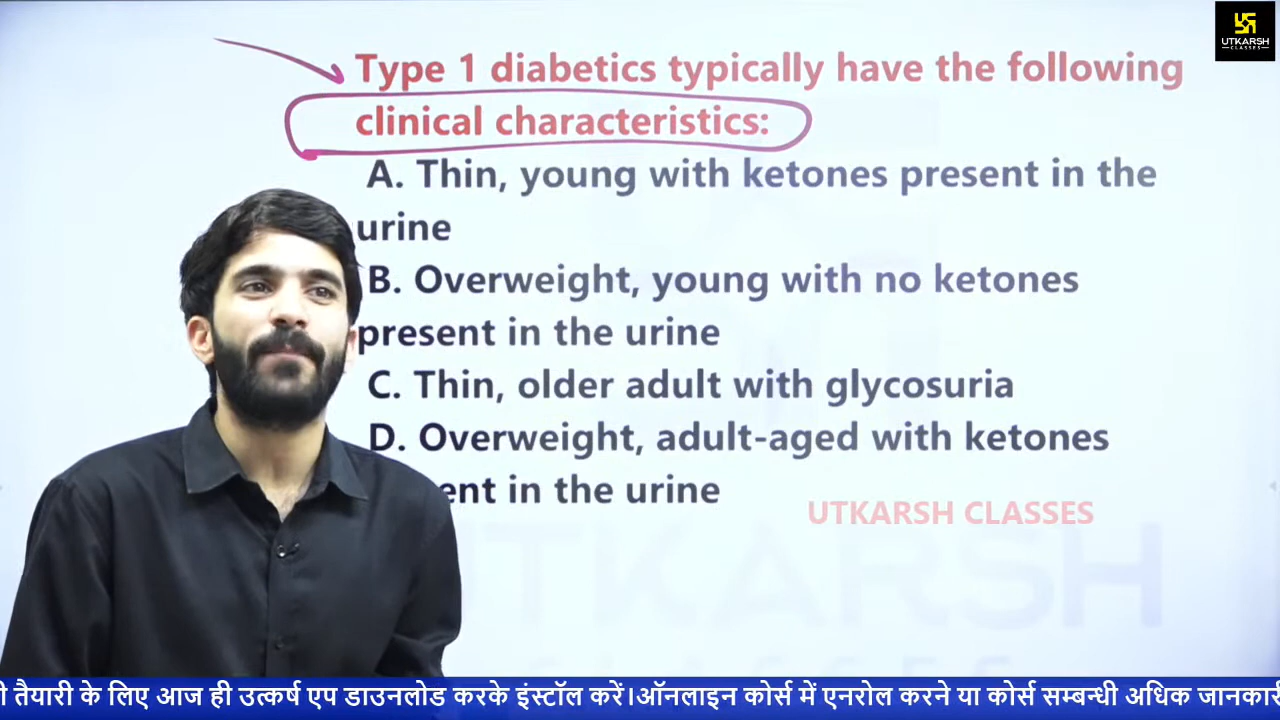 UTKARSH
CLASSES
Type 1 diabetics typically have the following
clinical characteristics:
A. Thin, young with ketones present in the
urine
B. Overweight, young with no ketones
present in the urine
C. Thin, older adult with glycosuria
D. Overweight, adult-aged with ketones
ent in the urine
UTKARSH CLASSES
UTKARSH
CLASSES
तैयारी के लिए आज ही उत्कर्ष एप डाउनलोड करके इंस्टॉल करें।ऑनलाइन कोर्स में एनरोल करने या कोर्स सम्बन्धी अधिक जानकारी